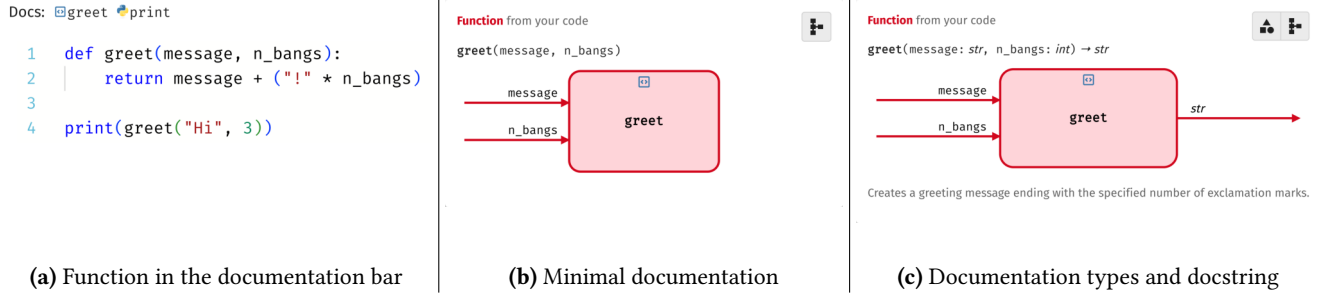 Docs: greet print
1 def greet(message, n_bangs):
2 return message + ("!" * n_bangs)
3
4 print(greet("Hi", 3))
(a) Function in the documentation bar
Function from your code
greet(message, n_bangs)
message
n_bangs
greet
(b) Minimal documentation
Function from your code
greet(message: str, n_bangs: int) → str
message
n_bangs
greet
str
Creates a greeting message ending with the specified number of exclamation marks.
(c) Documentation types and docstring